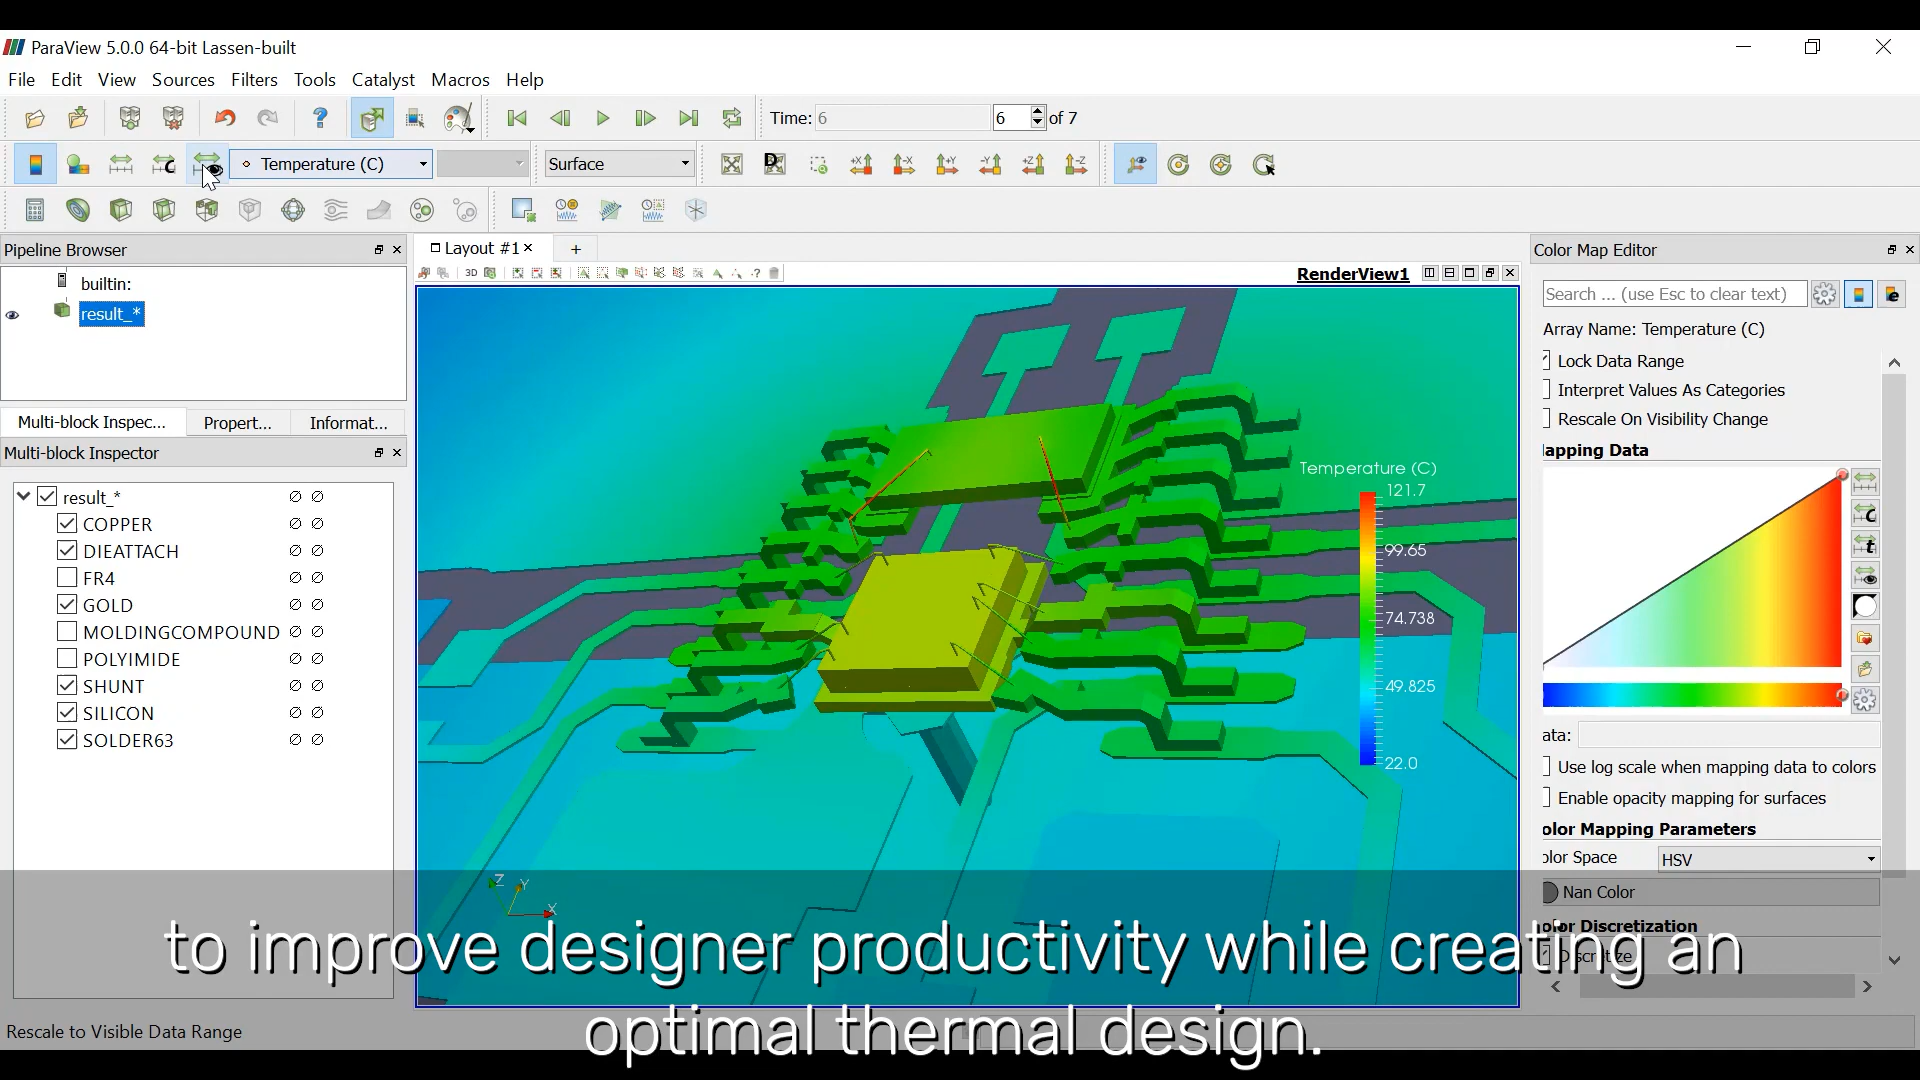 ParaView 5.0.0 64-bit Lassen-built
File Edit View Sources Filters Tools Catalyst Macros Help
Time: 6 6 of 7
Temperature (C) Surface
+X -X +Y -Y +Z -Z
Pipeline Browser
builtin:
result_*
Multi-block Inspec... Propert... Informat...
Multi-block Inspector
result_*
COPPER
DIEATTACH
FR4
GOLD
MOLDINGCOMPOUND
POLYIMIDE
SHUNT
SILICON
SOLDER63
Layout #1
3D
RenderView1
Temperature (C)
121.7
99.65
74.738
49.825
22.0
Z Y X
Color Map Editor
Search ... (use Esc to clear text)
Array Name: Temperature (C)
Lock Data Range
Interpret Values As Categories
Rescale On Visibility Change
apping Data
ata:
Use log scale when mapping data to colors
Enable opacity mapping for surfaces
olor Mapping Parameters
olor Space HSV
Nan Color
olor Discretization
Discretize
to improve designer productivity while creating an
optimal thermal design.
Rescale to Visible Data Range